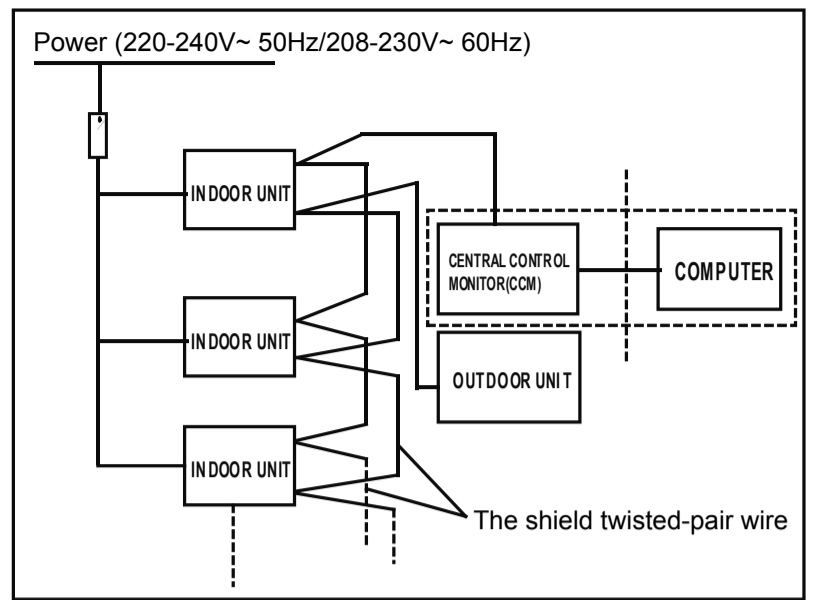 Power (220-240V~ 50Hz/208-230V~ 60Hz)
INDOOR UNIT
CENTRAL CONTROL
MONITOR(CCM)
COMPUTER
INDOOR UNIT
OUTDOOR UNIT
INDOOR UNIT
The shield twisted-pair wire